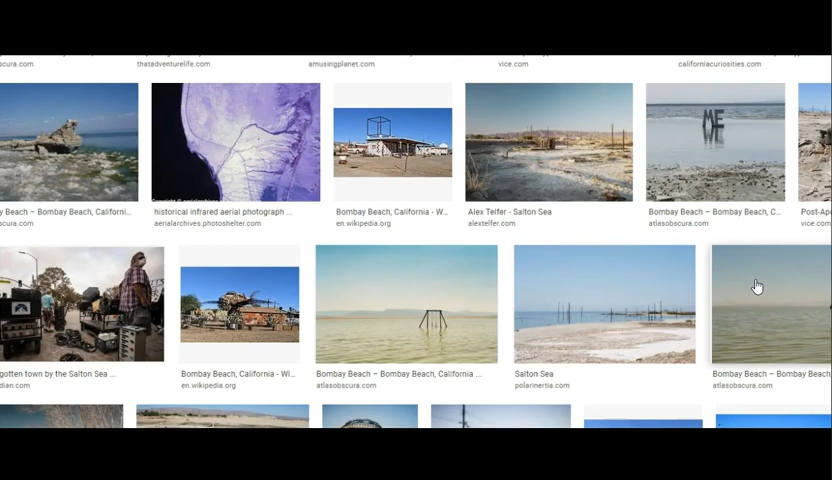 scura.com
thatadventurelife.com
amusingplanet.com
vice.com
californiacuriosities.com
ME
y Beach – Bombay Beach, Californi...
scura.com
historical infrared aerial photograph ...
aerialarchives.photoshelter.com
Bombay Beach, California - W...
en.wikipedia.org
Alex Telfer - Salton Sea
alextelfer.com
Bombay Beach – Bombay Beach, C...
atlasobscura.com
Post-Ap
vice.com
gotten town by the Salton Sea ...
dian.com
Bombay Beach, California - Wi...
en.wikipedia.org
Bombay Beach – Bombay Beach, California ...
atlasobscura.com
Salton Sea
polarinertia.com
Bombay Beach – Bombay Beach
atlasobscura.com